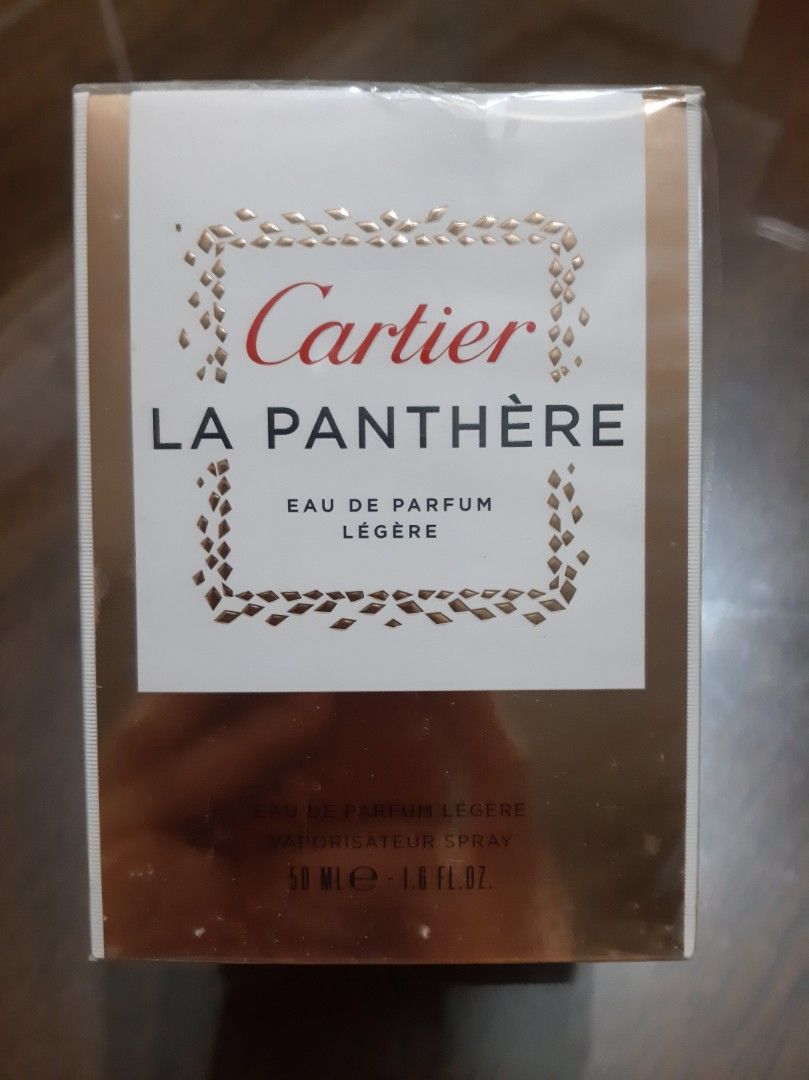 Cartier
LA PANTHÈRE
EAU DE PARFUM
LÉGÈRE
EAU DE PARFUM LÉGÈRE
VAPORISATEUR SPRAY
50 ML ℮ - 1.6 FL.OZ.